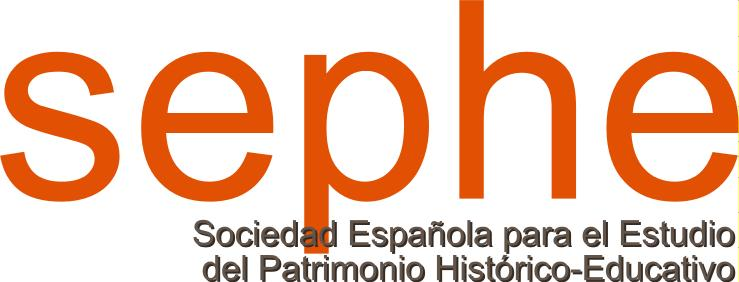 sephe
Sociedad Española para el Estudio
del Patrimonio Histórico-Educativo